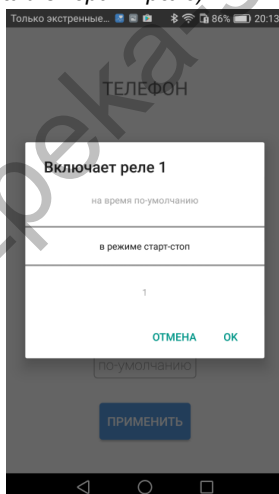 Только экстренные... 86% 20:13
ТЕЛЕФОН
Включает реле 1
на время по-умолчанию
в режиме старт-стоп
1
ОТМЕНА OK
по-умолчанию
ПРИМЕНИТЬ